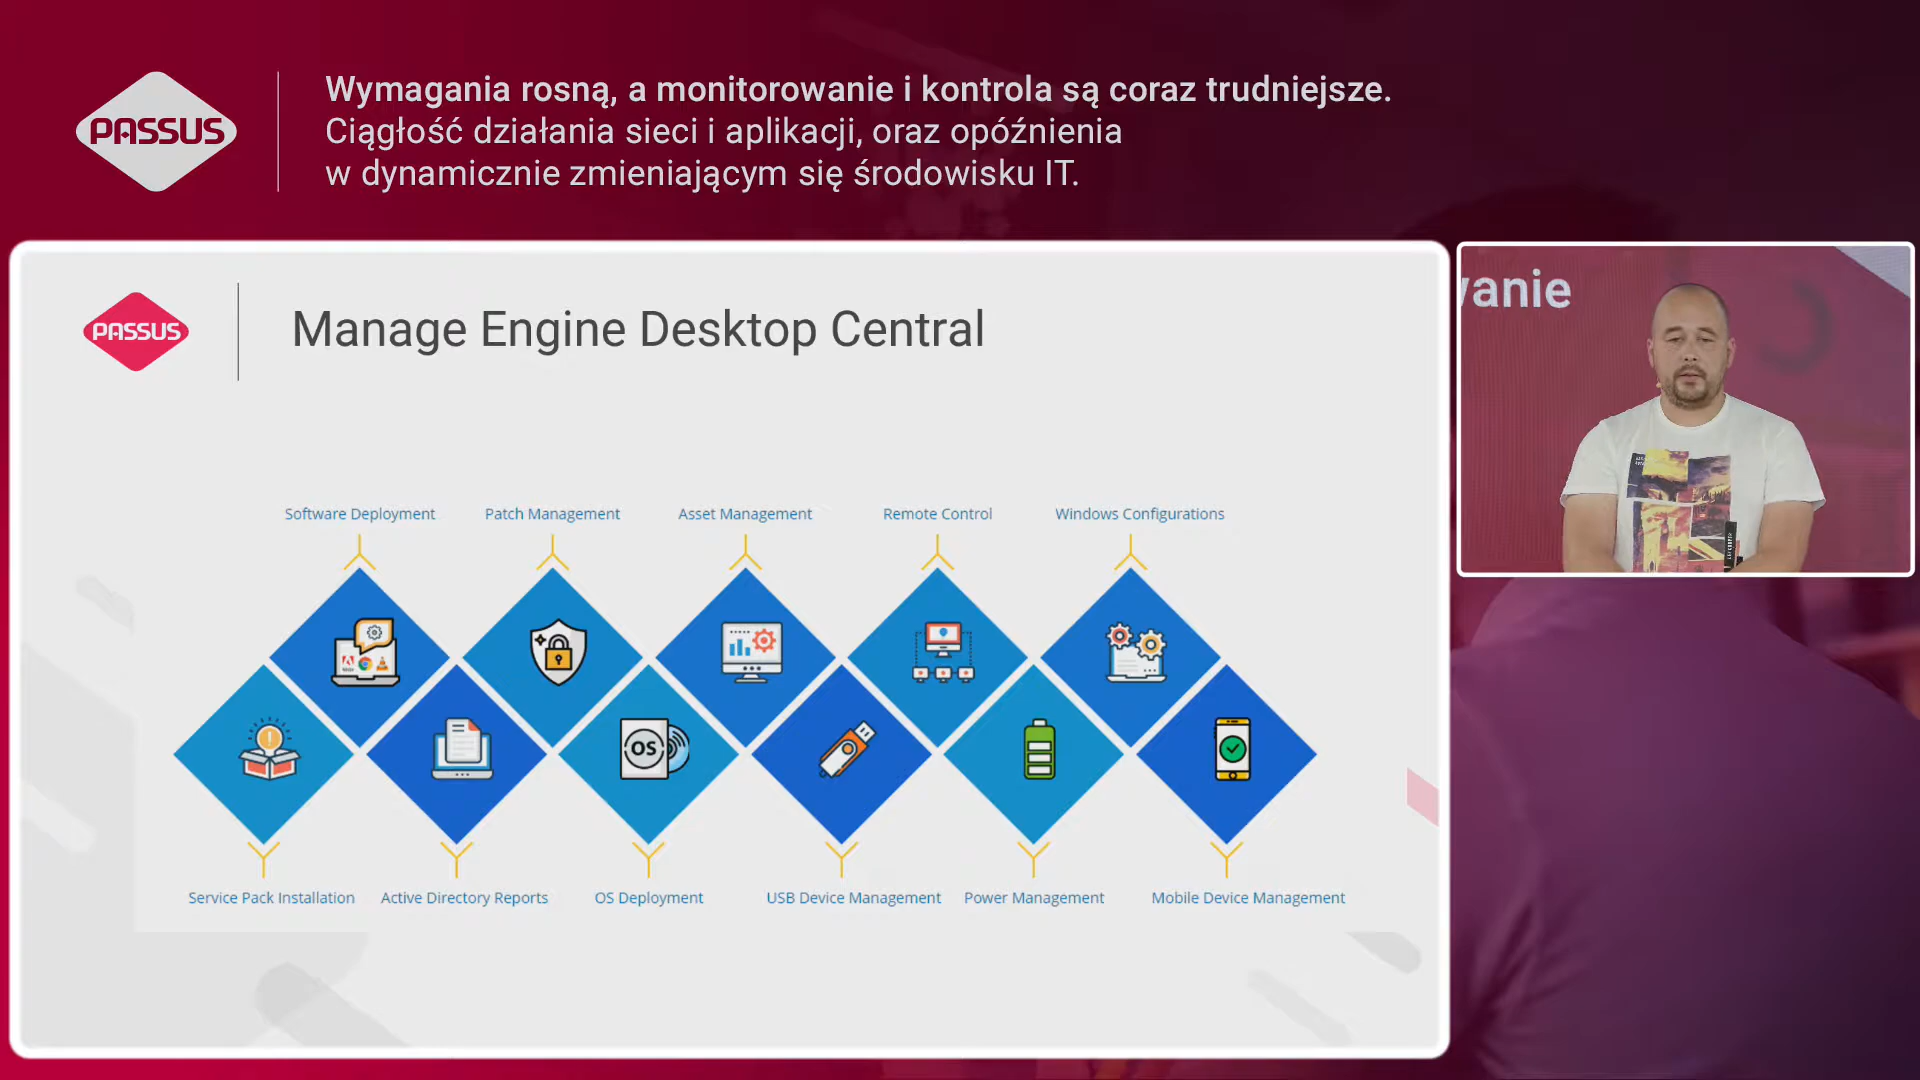 PASSUS
Wymagania rosną, a monitorowanie i kontrola są coraz trudniejsze.
Ciągłość działania sieci i aplikacji, oraz opóźnienia
w dynamicznie zmieniającym się środowisku IT.
PASSUS
Manage Engine Desktop Central
wanie
Software Deployment
Patch Management
Asset Management
Remote Control
Windows Configurations
OS
Service Pack Installation
Active Directory Reports
OS Deployment
USB Device Management
Power Management
Mobile Device Management